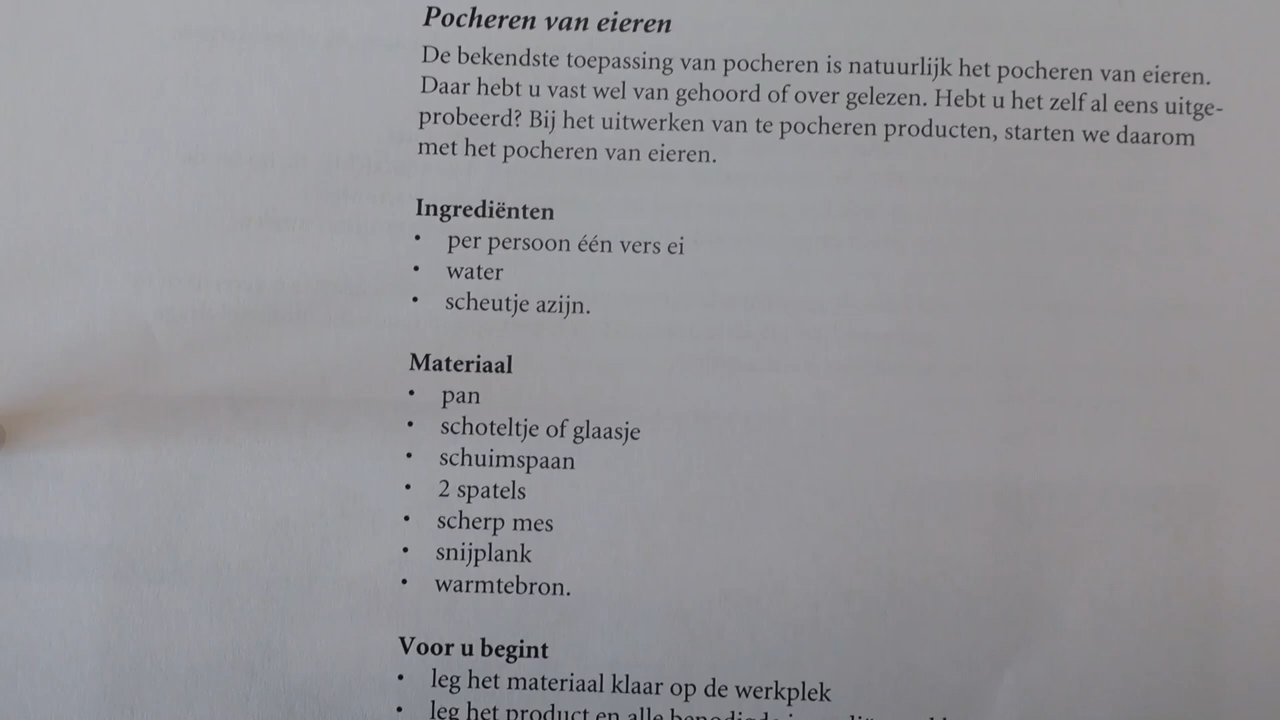 Pocheren van eieren
De bekendste toepassing van pocheren is natuurlijk het pocheren van eieren.
Daar hebt u vast wel van gehoord of over gelezen. Hebt u het zelf al eens uitge-
probeerd? Bij het uitwerken van te pocheren producten, starten we daarom
met het pocheren van eieren.
Ingrediënten
• per persoon één vers ei
• water
• scheutje azijn.
Materiaal
• pan
• schoteltje of glaasje
• schuimspaan
• 2 spatels
• scherp mes
• snijplank
• warmtebron.
Voor u begint
• leg het materiaal klaar op de werkplek
• leg het product en alle